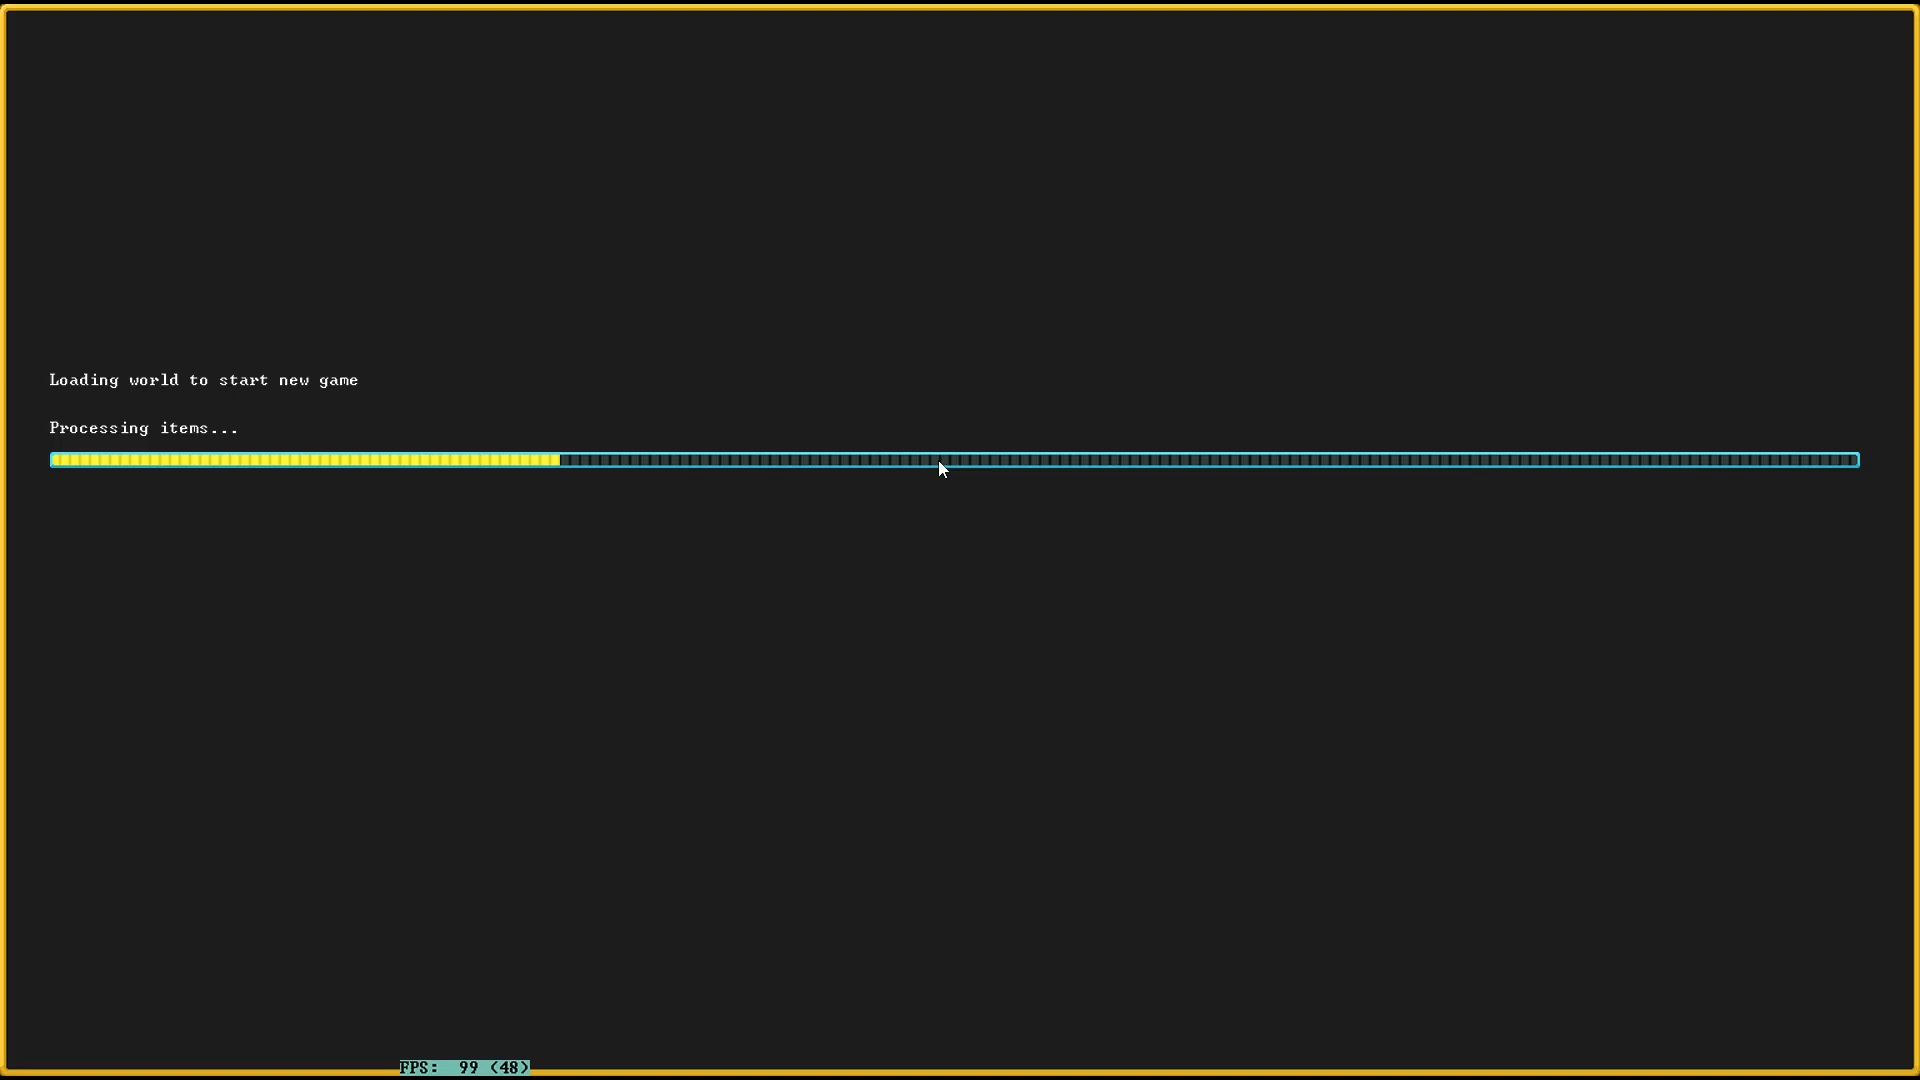 Loading world to start new game
Processing items...
FPS:  99 (48)